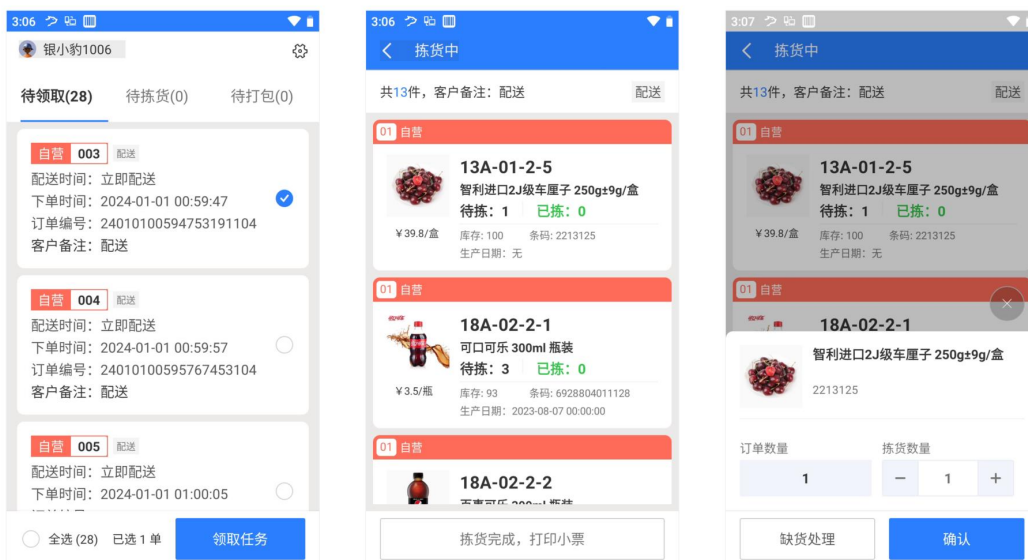 3:06
银小豹1006
待领取(28) 待拣货(0) 待打包(0)
自营 003 配送
配送时间：立即配送
下单时间：2024-01-01 00:59:47
订单编号：24010100594753191104
客户备注：配送
自营 004 配送
配送时间：立即配送
下单时间：2024-01-01 00:59:57
订单编号：24010100595767453104
客户备注：配送
自营 005 配送
配送时间：立即配送
下单时间：2024-01-01 01:00:05
全选 (28) 已选 1 单 领取任务
3:06
拣货中
共13件，客户备注：配送 配送
01 自营
13A-01-2-5
智利进口2J级车厘子 250g±9g/盒
待拣：1 已拣：0
￥39.8/盒 库存: 100 条码: 2213125
生产日期：无
01 自营
18A-02-2-1
可口可乐 300ml 瓶装
待拣：3 已拣：0
￥3.5/瓶 库存: 93 条码: 6928804011128
生产日期：2023-08-07 00:00:00
01 自营
18A-02-2-2
拣货完成，打印小票
3:07
拣货中
共13件，客户备注：配送 配送
01 自营
13A-01-2-5
智利进口2J级车厘子 250g±9g/盒
待拣：1 已拣：0
￥39.8/盒 库存: 100 条码: 2213125
生产日期：无
01 自营
18A-02-2-1
智利进口2J级车厘子 250g±9g/盒
2213125
订单数量 拣货数量
1 － 1 +
缺货处理 确认